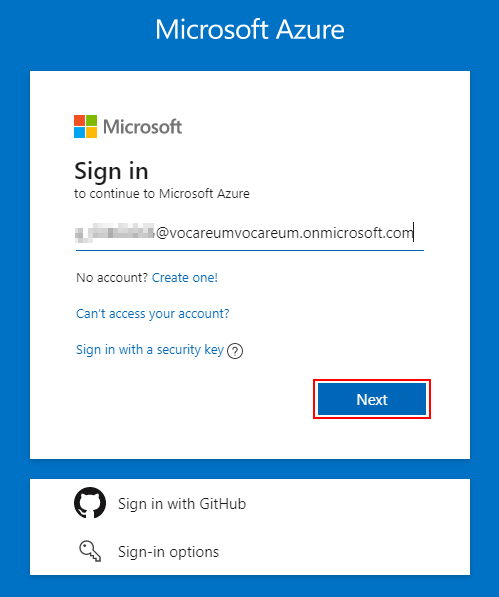 Microsoft Azure
Microsoft
Sign in
to continue to Microsoft Azure
@vocareumvocareum.onmicrosoft.com
No account? Create one!
Can't access your account?
Sign in with a security key ?
Next
Sign in with GitHub
Sign-in options